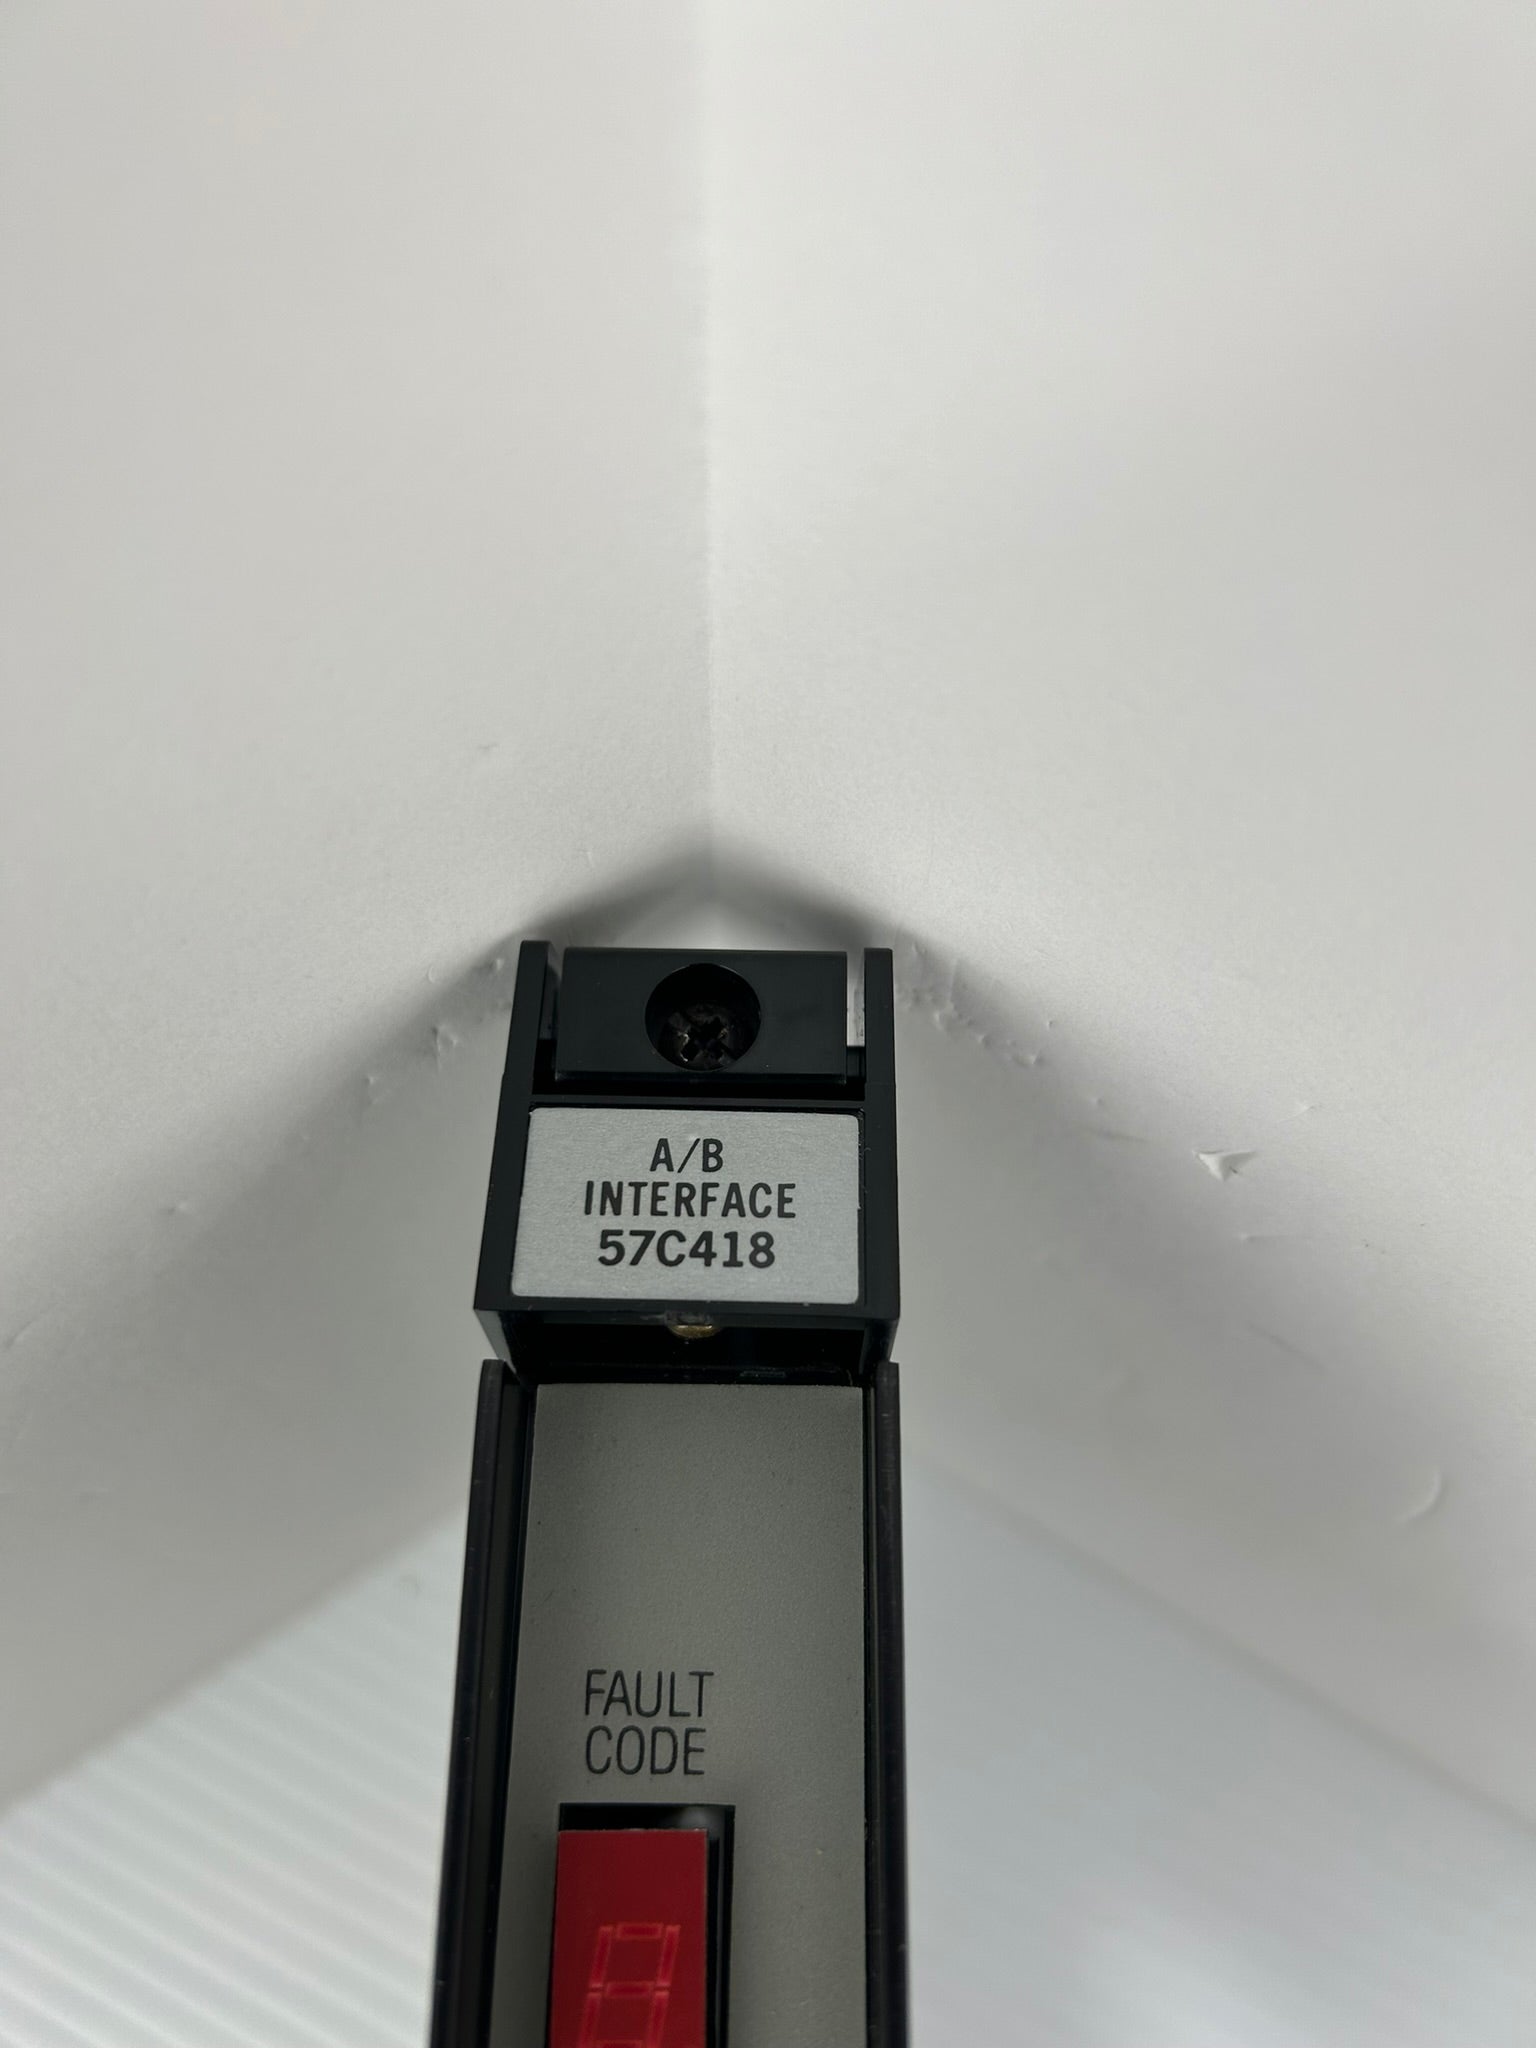 A/B
INTERFACE
57C418
FAULT
CODE